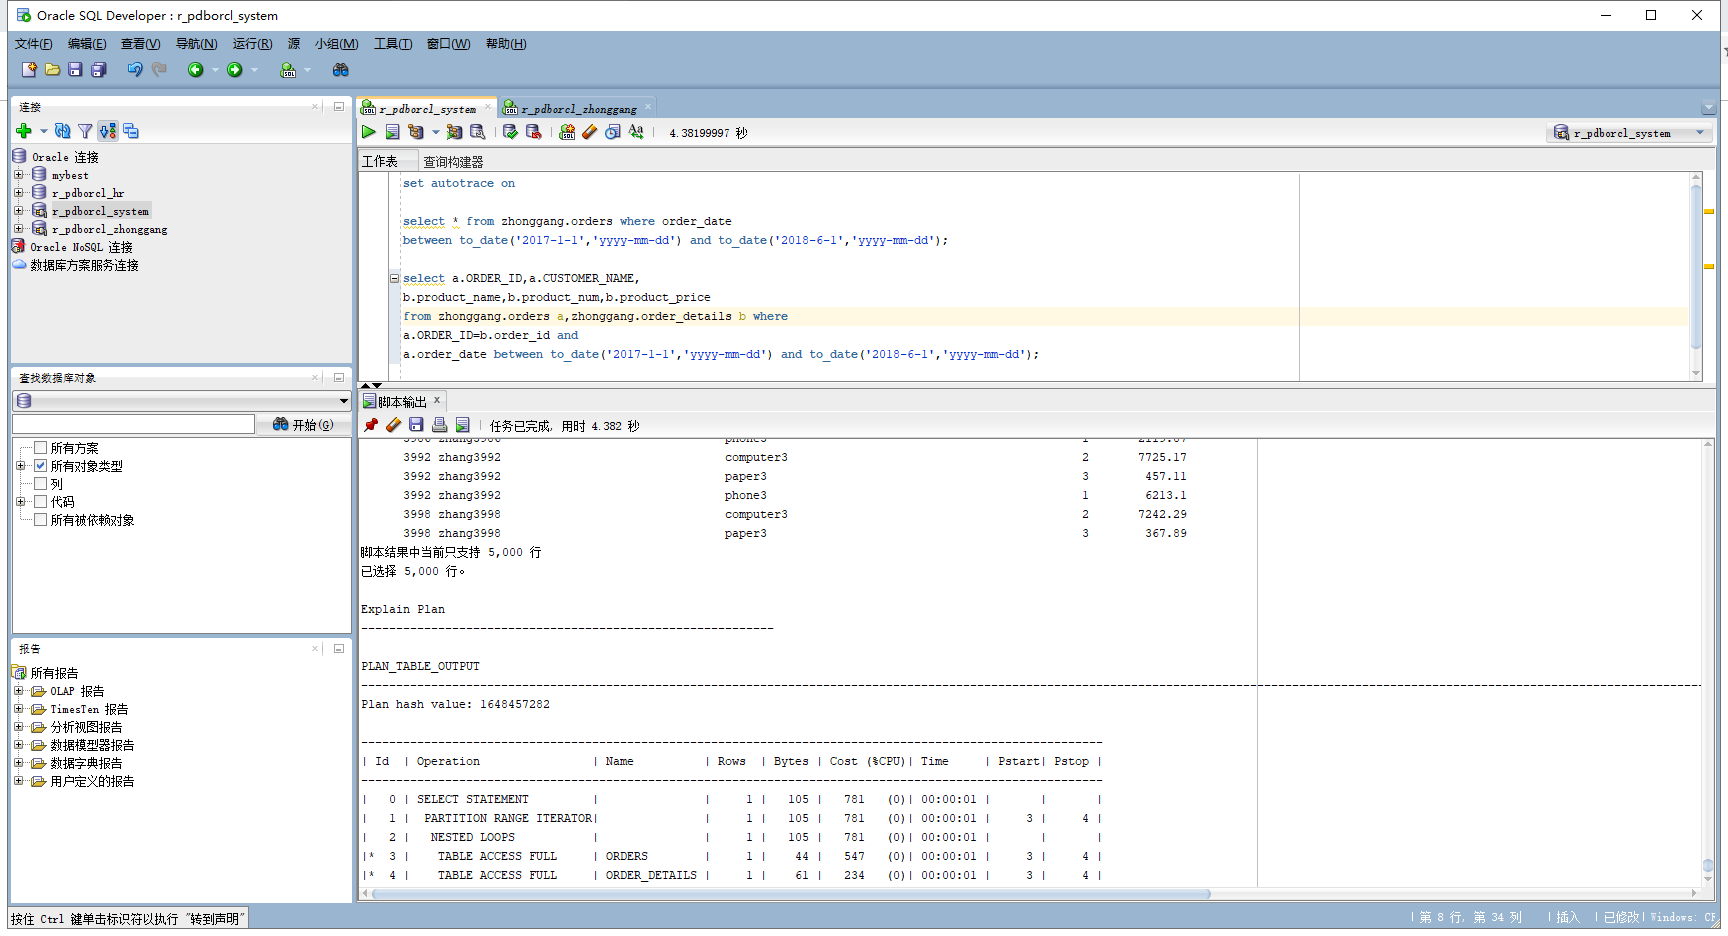 Oracle SQL Developer : r_pdborcl_system
文件(F) 编辑(E) 查看(V) 导航(N) 运行(R) 源 小组(M) 工具(T) 窗口(W) 帮助(H)
连接
Oracle 连接
mybest
r_pdborcl_hr
r_pdborcl_system
r_pdborcl_zhonggang
Oracle NoSQL 连接
数据库方案服务连接
查找数据库对象
开始(G)
所有方案
所有对象类型
列
代码
所有被依赖对象
报告
所有报告
OLAP 报告
TimesTen 报告
分析视图报告
数据模型器报告
数据字典报告
用户定义的报告
r_pdborcl_system r_pdborcl_zhonggang
4.38199997 秒 r_pdborcl_system
工作表 查询构建器
set autotrace on
select * from zhonggang.orders where order_date
between to_date('2017-1-1','yyyy-mm-dd') and to_date('2018-6-1','yyyy-mm-dd');
select a.ORDER_ID,a.CUSTOMER_NAME,
b.product_name,b.product_num,b.product_price
from zhonggang.orders a,zhonggang.order_details b where
a.ORDER_ID=b.order_id and
a.order_date between to_date('2017-1-1','yyyy-mm-dd') and to_date('2018-6-1','yyyy-mm-dd');
脚本输出
任务已完成, 用时 4.382 秒
3992 zhang3992 computer3 2 7725.17
3992 zhang3992 paper3 3 457.11
3992 zhang3992 phone3 1 6213.1
3998 zhang3998 computer3 2 7242.29
3998 zhang3998 paper3 3 367.89
脚本结果中当前只支持 5,000 行
已选择 5,000 行。
Explain Plan
-----------------------------------------------------------
PLAN_TABLE_OUTPUT
Plan hash value: 1648457282
| Id | Operation | Name | Rows | Bytes | Cost (%CPU)| Time | Pstart| Pstop |
| 0 | SELECT STATEMENT | | 1 | 105 | 781 (0)| 00:00:01 | | |
| 1 | PARTITION RANGE ITERATOR| | 1 | 105 | 781 (0)| 00:00:01 | 3 | 4 |
| 2 | NESTED LOOPS | | 1 | 105 | 781 (0)| 00:00:01 | | |
|* 3 | TABLE ACCESS FULL | ORDERS | 1 | 44 | 547 (0)| 00:00:01 | 3 | 4 |
|* 4 | TABLE ACCESS FULL | ORDER_DETAILS | 1 | 61 | 234 (0)| 00:00:01 | 3 | 4 |
按住 Ctrl 键单击标识符以执行 "转到声明"
| 第 8 行, 第 34 列 | 插入 | 已修改| Windows: